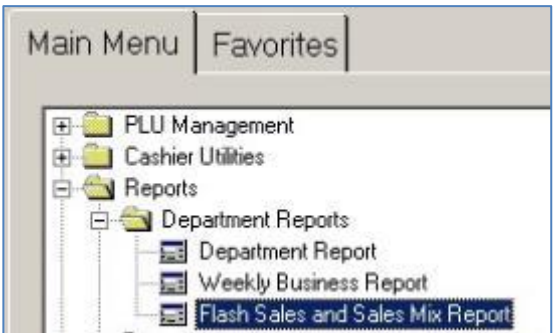 Main Menu Favorites
PLU Management
Cashier Utilities
Reports
Department Reports
Department Report
Weekly Business Report
Flash Sales and Sales Mix Report